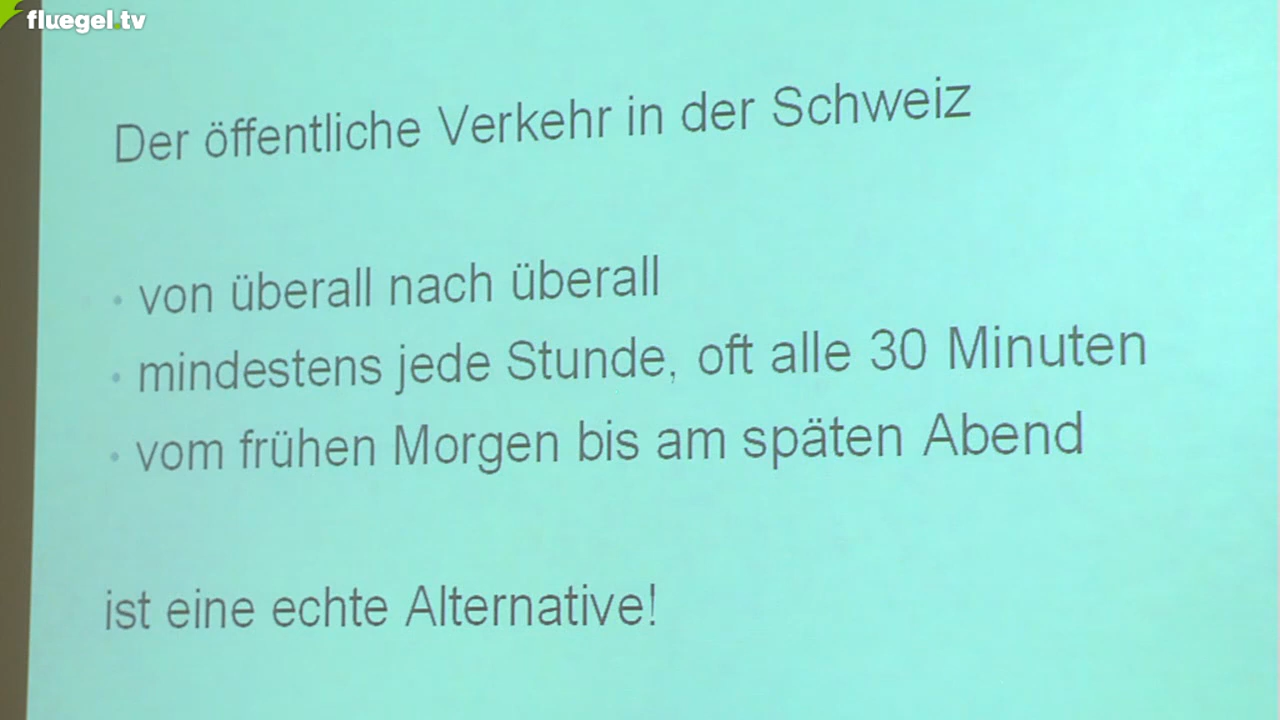 fluegel.tv
Der öffentliche Verkehr in der Schweiz
• von überall nach überall
• mindestens jede Stunde, oft alle 30 Minuten
• vom frühen Morgen bis am späten Abend
ist eine echte Alternative!